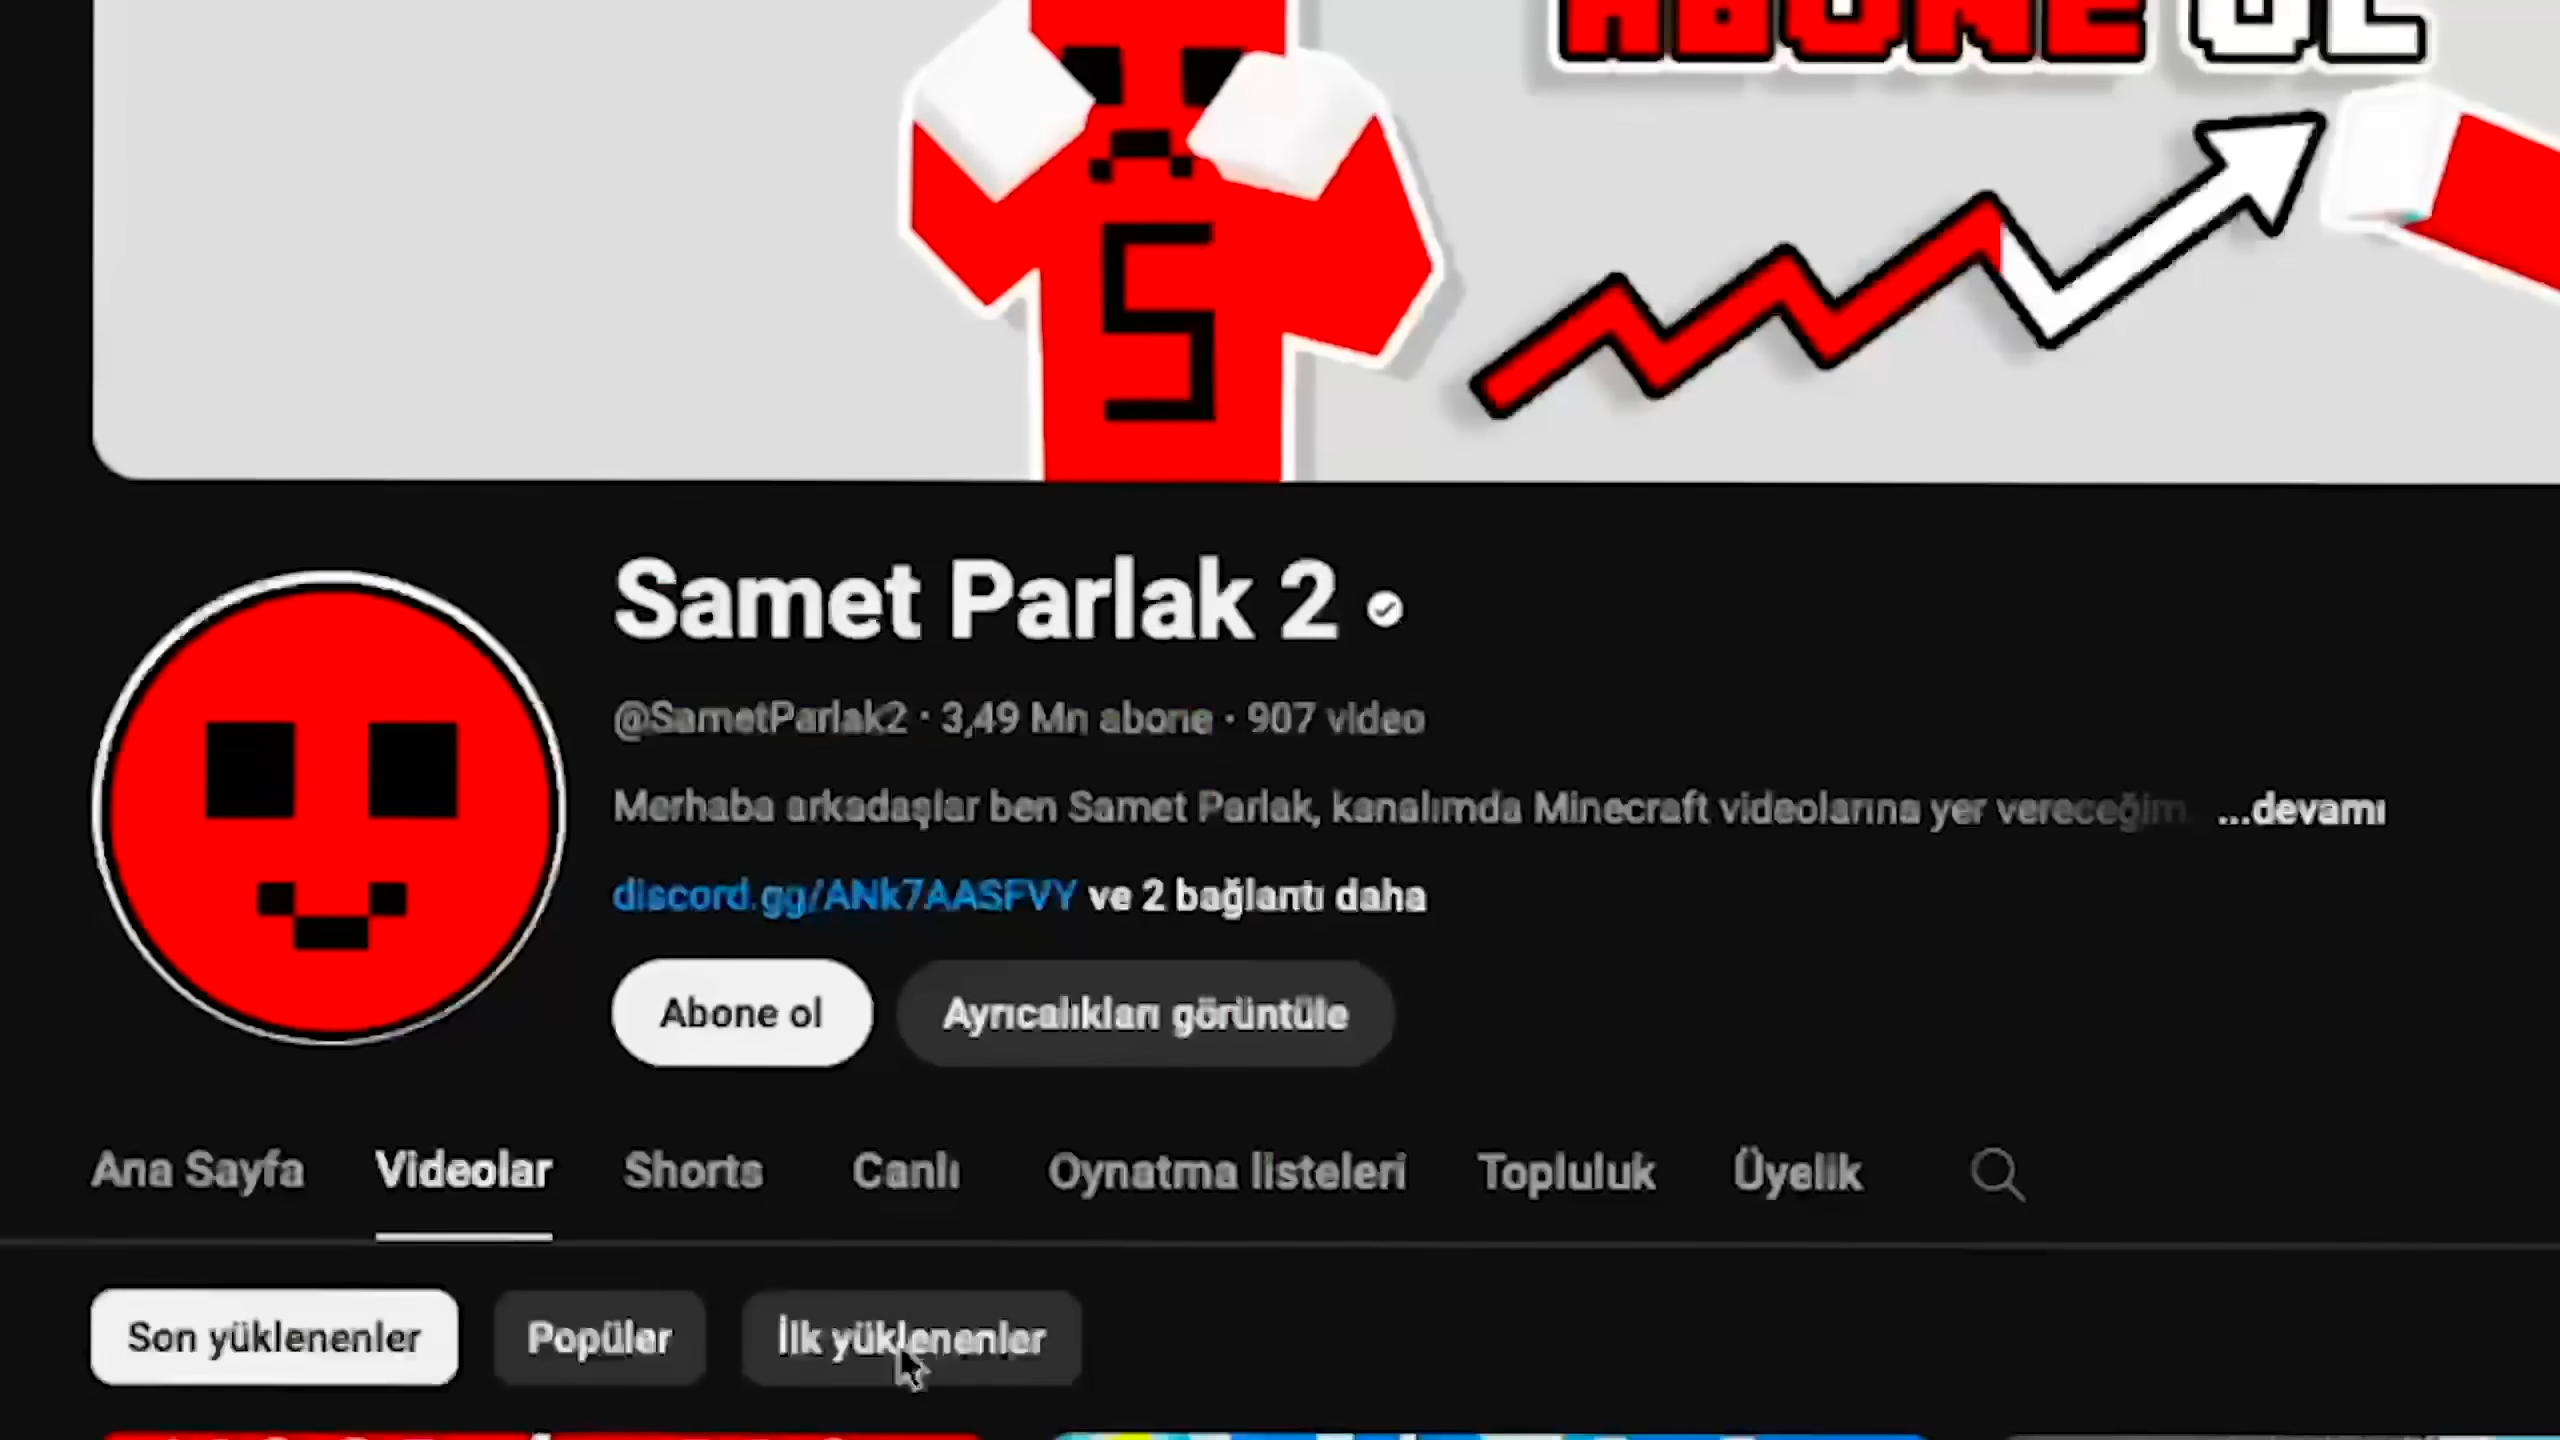 ABONE OL
S
Samet Parlak 2
@SametParlak2 · 3,49 Mn abone · 907 video
Merhaba arkadaşlar ben Samet Parlak, kanalımda Minecraft videolarına yer vereceğim. ...devamı
discord.gg/ANk7AASFVY ve 2 bağlantı daha
Abone ol Ayrıcalıkları görüntüle
Ana Sayfa Videolar Shorts Canlı Oynatma listeleri Topluluk Üyelik
Son yüklenenler Popüler İlk yüklenenler